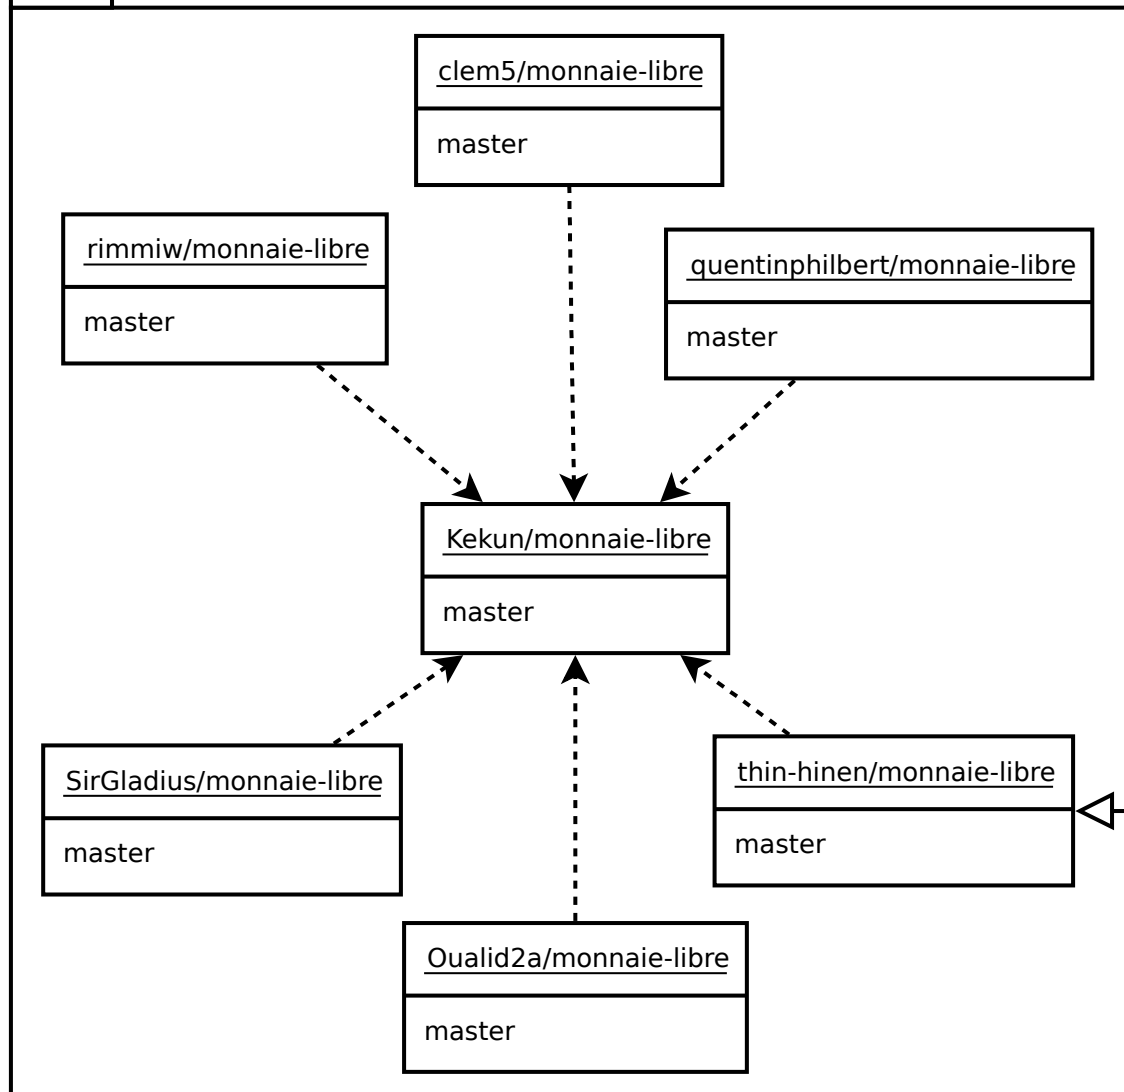 clem5/monnaie-libre
master
rimmiw/monnaie-libre
master
quentinphilbert/monnaie-libre
master
Kekun/monnaie-libre
master
SirGladius/monnaie-libre
master
thin-hinen/monnaie-libre
master
Oualid2a/monnaie-libre
master